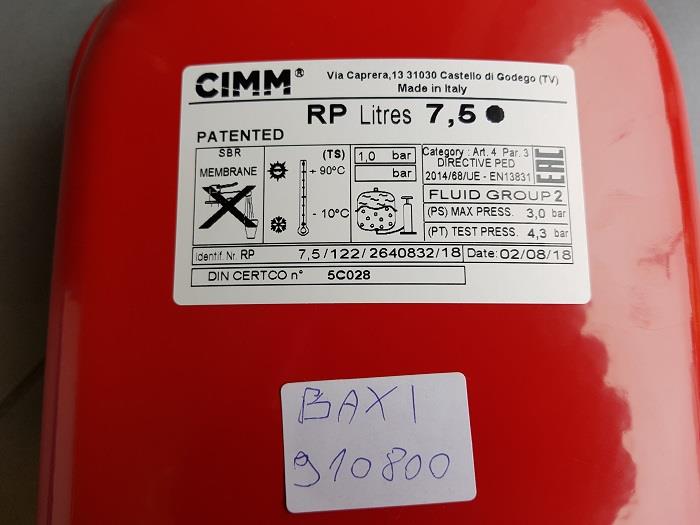 CIMM®
Via Caprera,13 31030 Castello di Godego (TV)
Made in Italy
RP Litres 7,5
PATENTED
SBR
MEMBRANE
(TS)
+ 90°C
- 10°C
1,0 bar
bar
Category : Art. 4 Par. 3
DIRECTIVE PED
2014/68/UE - EN13831
EAC
FLUID GROUP 2
(PS) MAX PRESS. 3,0 bar
(PT) TEST PRESS. 4,3 bar
Identif. Nr. RP 7,5/122/2640832/18 Date: 02/08/18
DIN CERTCO n° 5C028
BAXI
910800